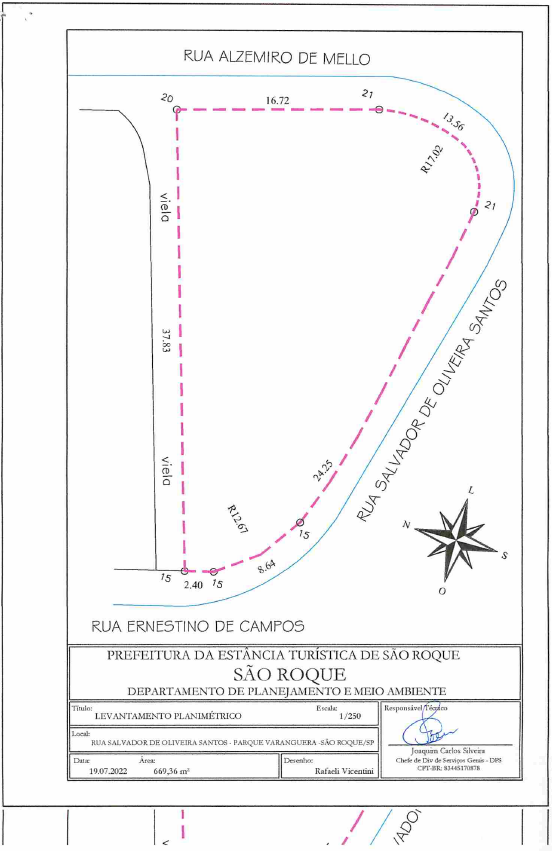 RUA ALZEMIRO DE MELLO
20
16.72
21
13.56
R17.02
21
viela
37.83
viela
RUA SALVADOR DE OLIVEIRA SANTOS
24.25
R12.67
15
8.64
15
2.40
15
L
N
S
O
RUA ERNESTINO DE CAMPOS
PREFEITURA DA ESTÂNCIA TURÍSTICA DE SÃO ROQUE
SÃO ROQUE
DEPARTAMENTO DE PLANEJAMENTO E MEIO AMBIENTE
Título:
LEVANTAMENTO PLANIMÉTRICO
Escala:
1/250
Responsável Técnico
Local:
RUA SALVADOR DE OLIVEIRA SANTOS - PARQUE VARANGUERA -SÃO ROQUE/SP
Joaquim Carlos Silveira
Chefe de Div de Serviços Gerais - DPS
CFT-BR: 83445170878
Data:
19.07.2022
Área:
669,36 m²
Desenho:
Rafaeli Vicentini